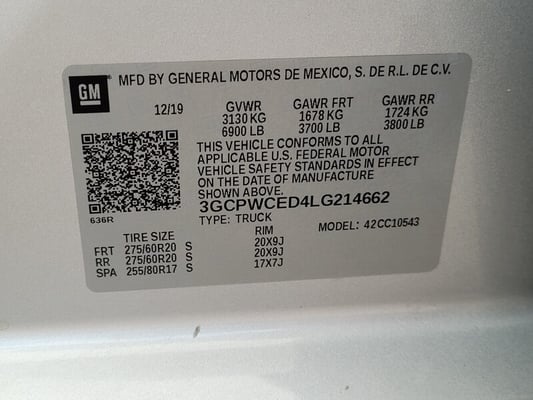 GM MFD BY GENERAL MOTORS DE MEXICO, S. DE R.L. DE C.V.
12/19 GVWR GAWR FRT GAWR RR
3130 KG 1678 KG 1724 KG
6900 LB 3700 LB 3800 LB
THIS VEHICLE CONFORMS TO ALL
APPLICABLE U.S. FEDERAL MOTOR
VEHICLE SAFETY STANDARDS IN EFFECT
ON THE DATE OF MANUFACTURE
SHOWN ABOVE.
636R
3GCPWCED4LG214662
TYPE: TRUCK MODEL: 42CC10543
TIRE SIZE RIM
FRT 275/60R20 S 20X9J
RR 275/60R20 S 20X9J
SPA 255/80R17 S 17X7J